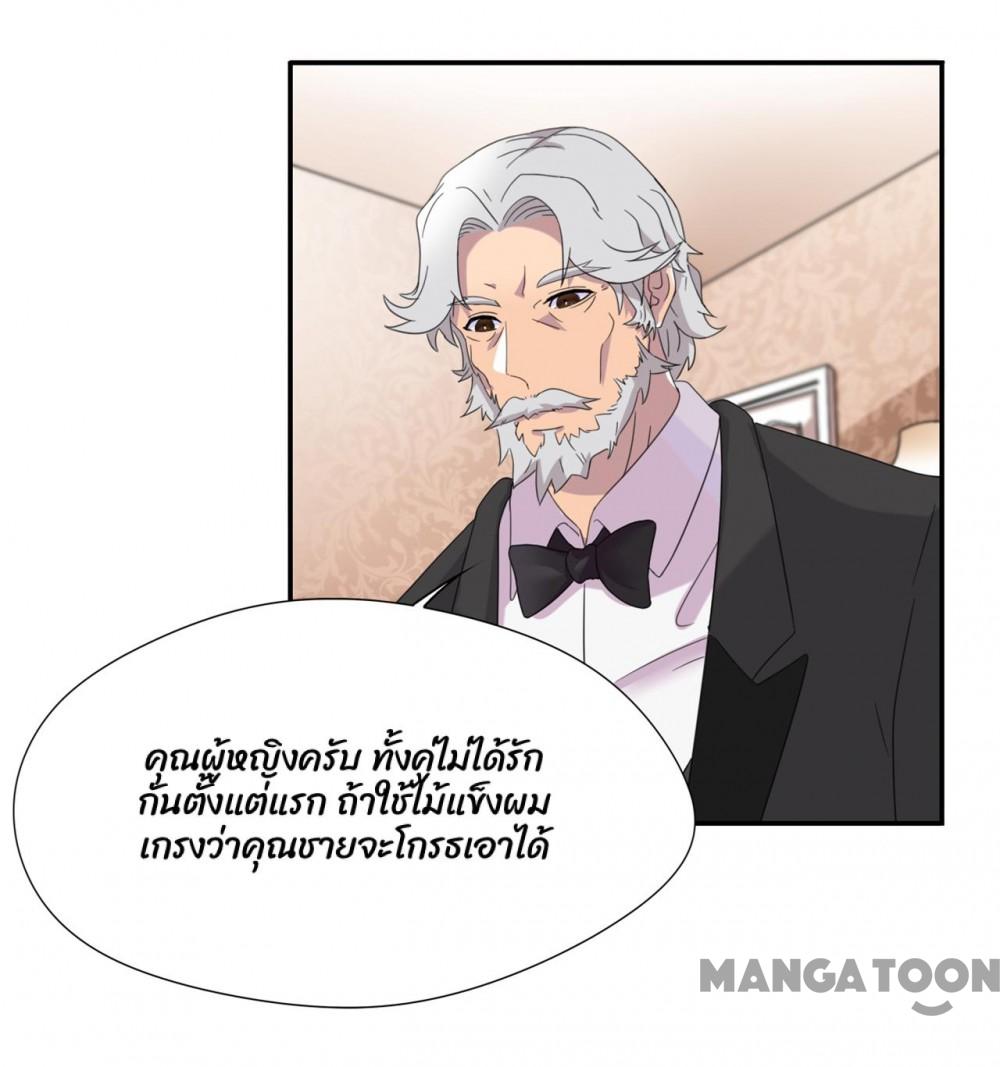 คุณผู้หญิงครับ ทั้งคู่ไม่ได้รัก
กันตั้งแต่แรก ถ้าใช้ไม้แข็งผม
เกรงว่าคุณชายจะโกรธเอาได้
MANGATOON